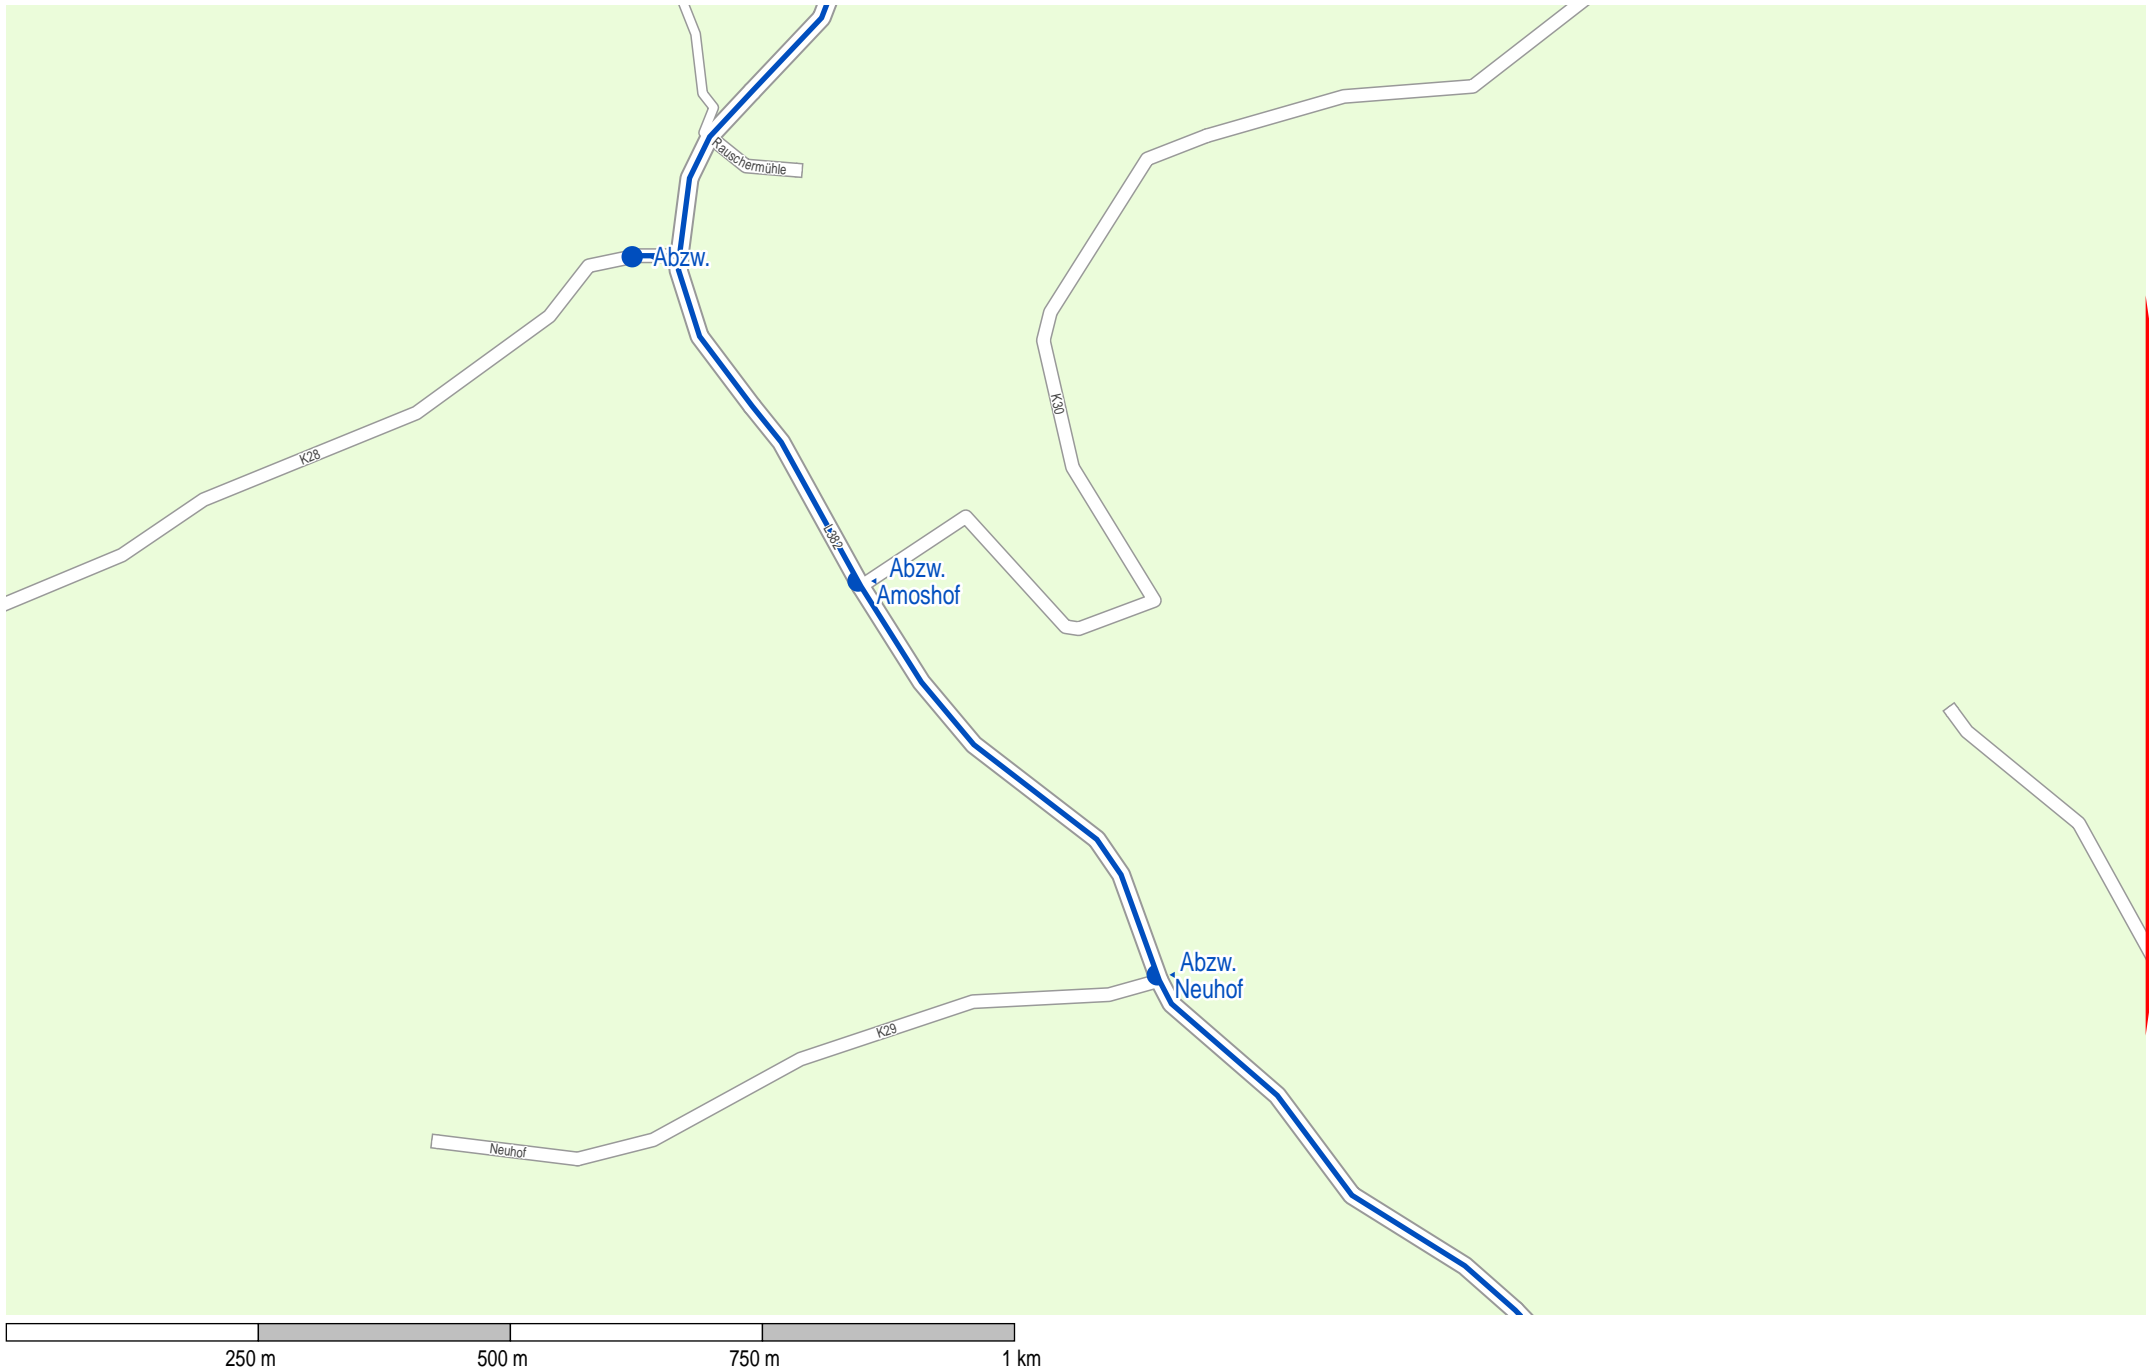 Rauschermühle
Abzw.
K30
K28
L382
Abzw.
Amoshof
Abzw.
Neuhof
K29
Neuhof
250 m
500 m
750 m
1 km